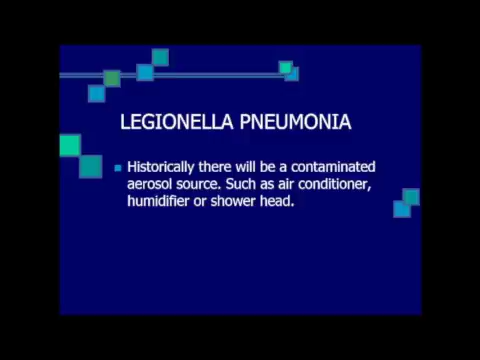 LEGIONELLA PNEUMONIA
Historically there will be a contaminated
aerosol source. Such as air conditioner,
humidifier or shower head.